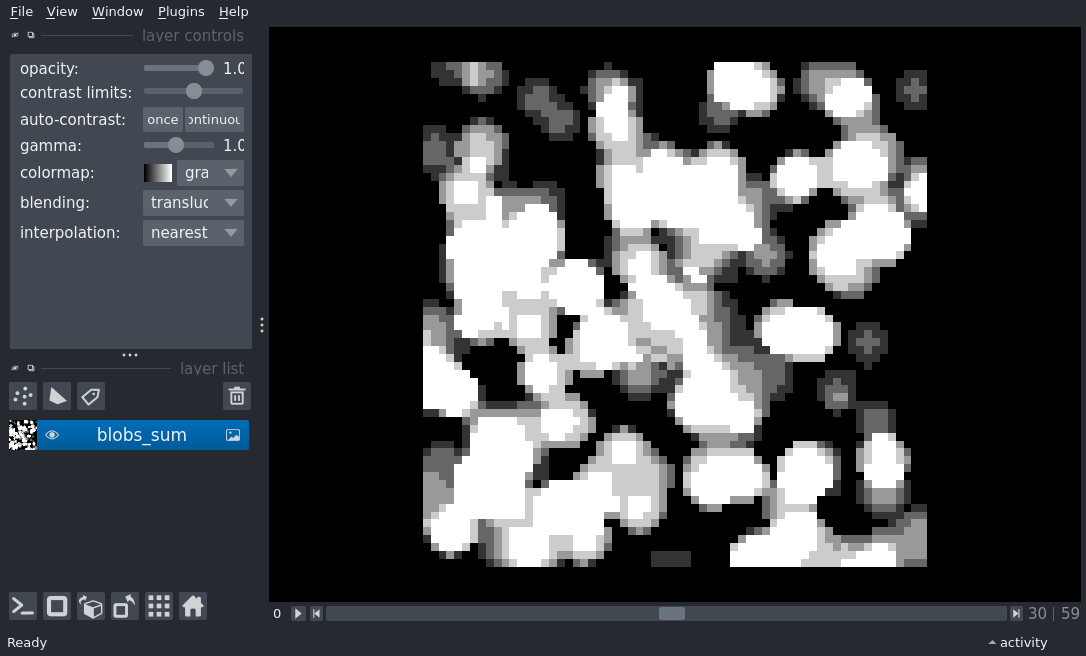 File View Window Plugins Help
layer controls
opacity: 1.0
contrast limits:
auto-contrast: once ontinuou
gamma: 1.0
colormap: gra
blending: transluc
interpolation: nearest
layer list
blobs_sum
0 30 59
Ready activity